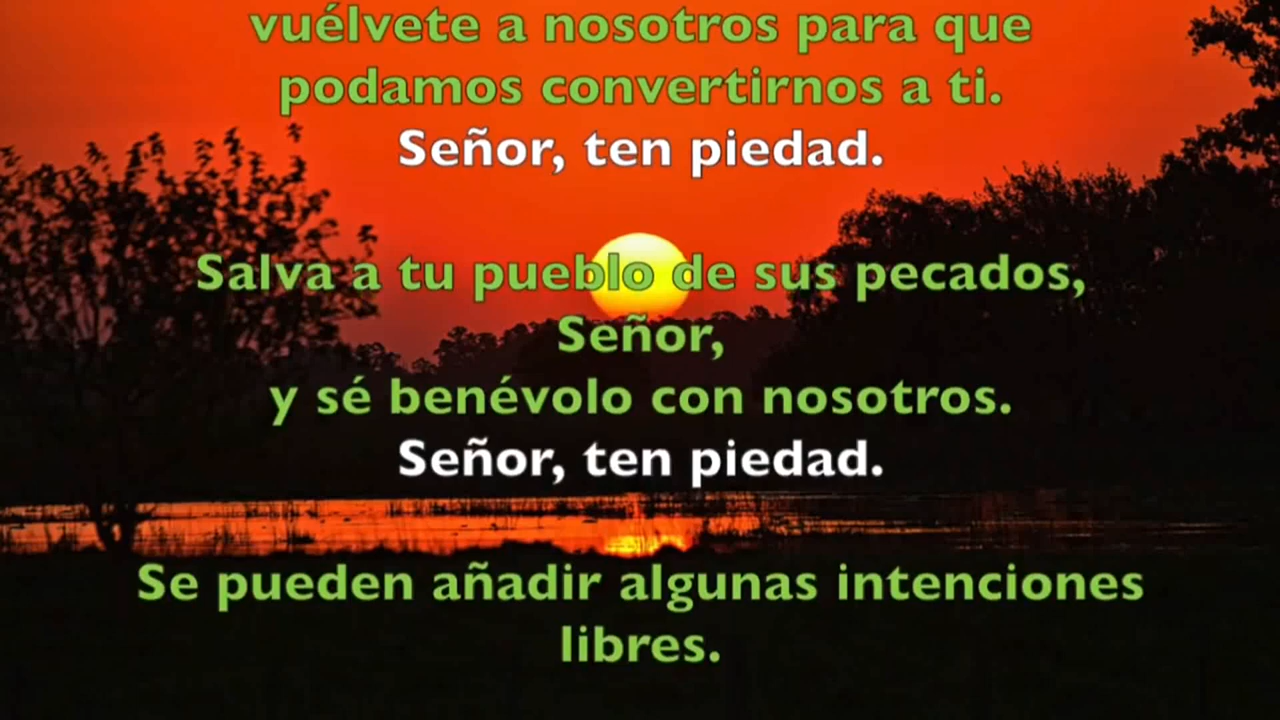 vuélvete a nosotros para que
podamos convertirnos a ti.
Señor, ten piedad.
Salva a tu pueblo de sus pecados,
Señor,
y sé benévolo con nosotros.
Señor, ten piedad.
Se pueden añadir algunas intenciones
libres.